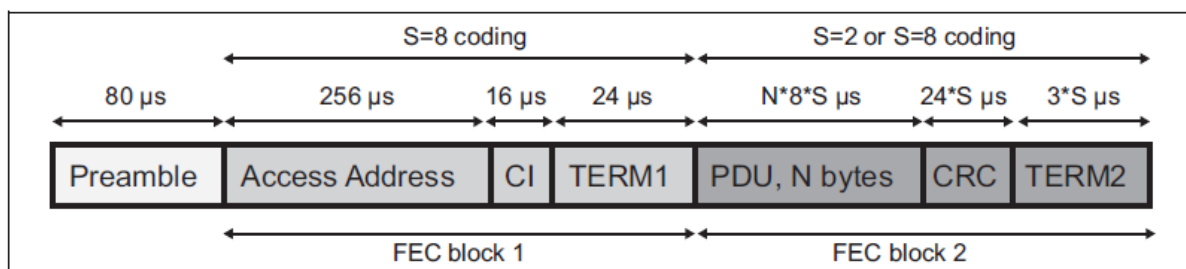 S=8 coding S=2 or S=8 coding
80 μs 256 μs 16 μs 24 μs N*8*S μs 24*S μs 3*S μs
Preamble Access Address CI TERM1 PDU, N bytes CRC TERM2
FEC block 1 FEC block 2